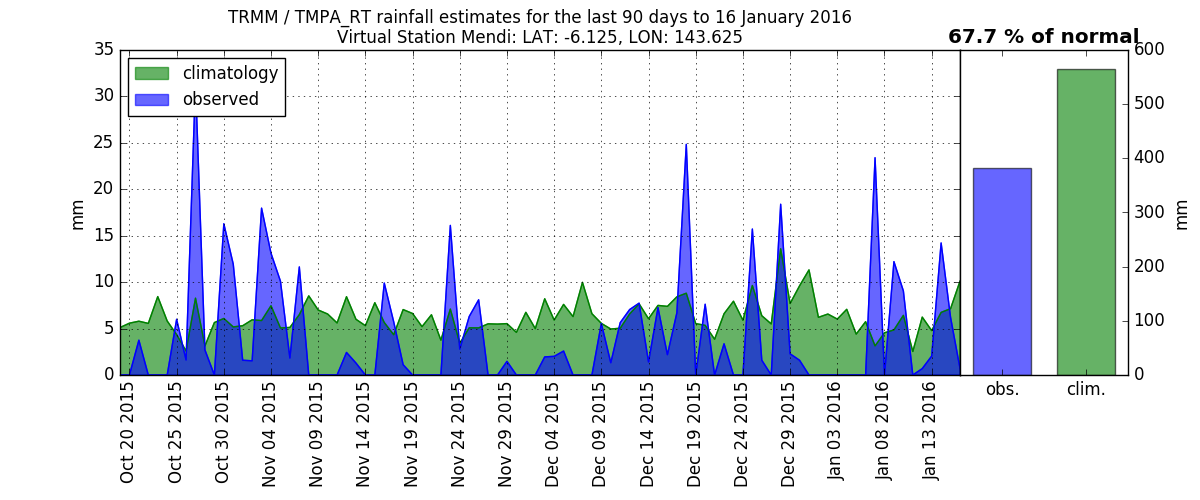 TRMM / TMPA_RT rainfall estimates for the last 90 days to 16 January 2016
Virtual Station Mendi: LAT: -6.125, LON: 143.625
67.7 % of normal
climatology
observed
35
30
25
20
15
10
5
0
mm
Oct 20 2015
Oct 25 2015
Oct 30 2015
Nov 04 2015
Nov 09 2015
Nov 14 2015
Nov 19 2015
Nov 24 2015
Nov 29 2015
Dec 04 2015
Dec 09 2015
Dec 14 2015
Dec 19 2015
Dec 24 2015
Dec 29 2015
Jan 03 2016
Jan 08 2016
Jan 13 2016
obs.
clim.
600
500
400
300
200
100
0
mm